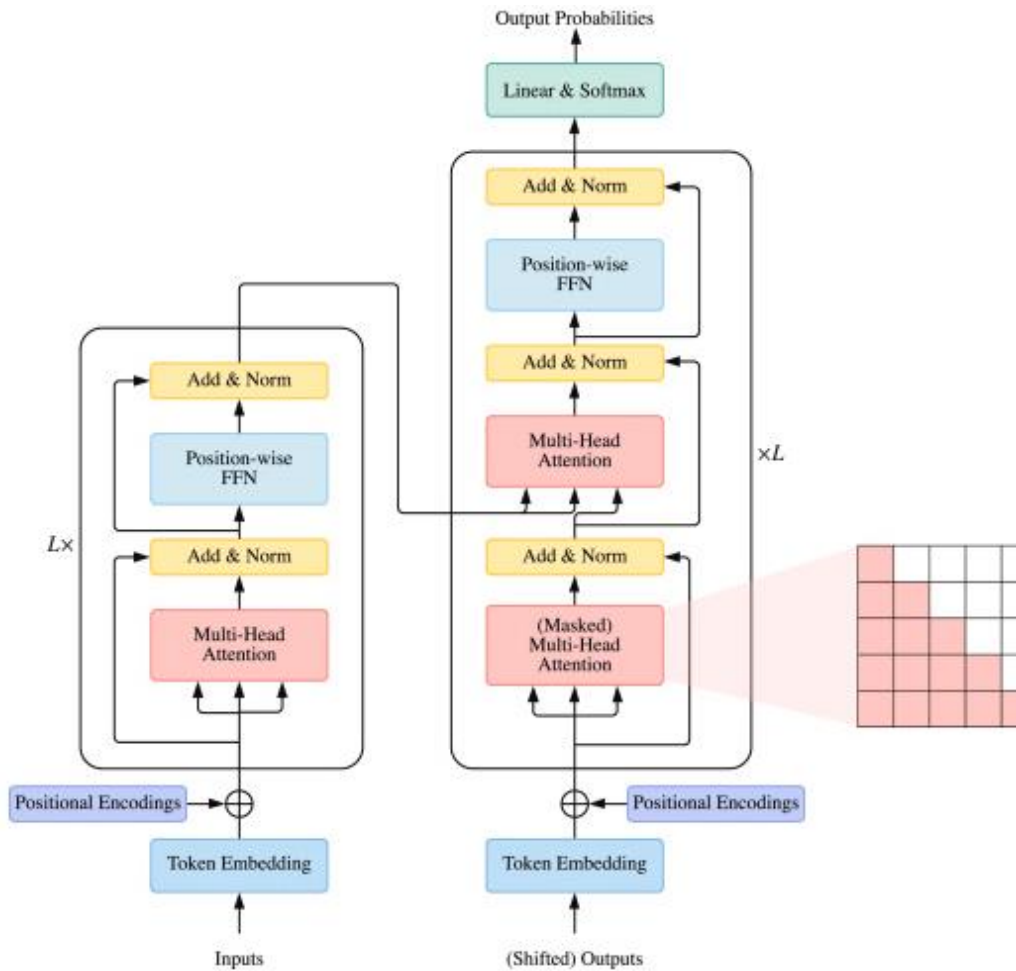 Output Probabilities
Linear & Softmax
Add & Norm
Position-wise
FFN
Add & Norm
Multi-Head
Attention
×L
Add & Norm
(Masked)
Multi-Head
Attention
Positional Encodings
Token Embedding
(Shifted) Outputs
Add & Norm
Position-wise
FFN
L×
Add & Norm
Multi-Head
Attention
Positional Encodings
Token Embedding
Inputs